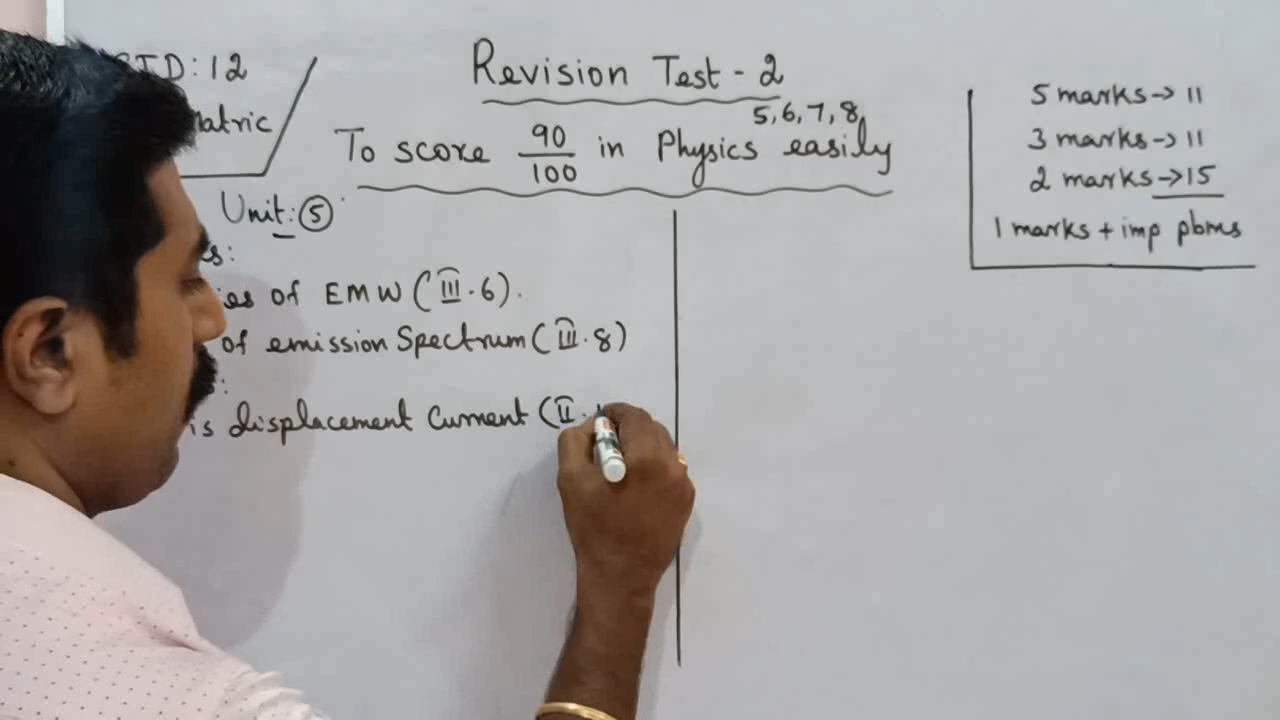 STD: 12
Matric
Revision Test - 2
5, 6, 7, 8
To score 90/100 in Physics easily
5 marks → 11
3 marks → 11
2 marks → 15
1 marks + imp pbms
Unit: ⑤
of EMW (III. 6).
of emission Spectrum (III. 8)
is displacement Current (II.